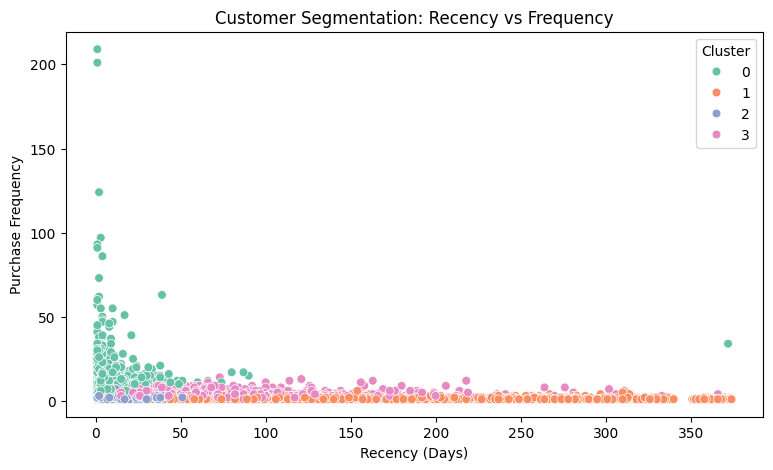 Customer Segmentation: Recency vs Frequency
Cluster
0
1
2
3
200
150
100
50
0
Purchase Frequency
0 50 100 150 200 250 300 350
Recency (Days)